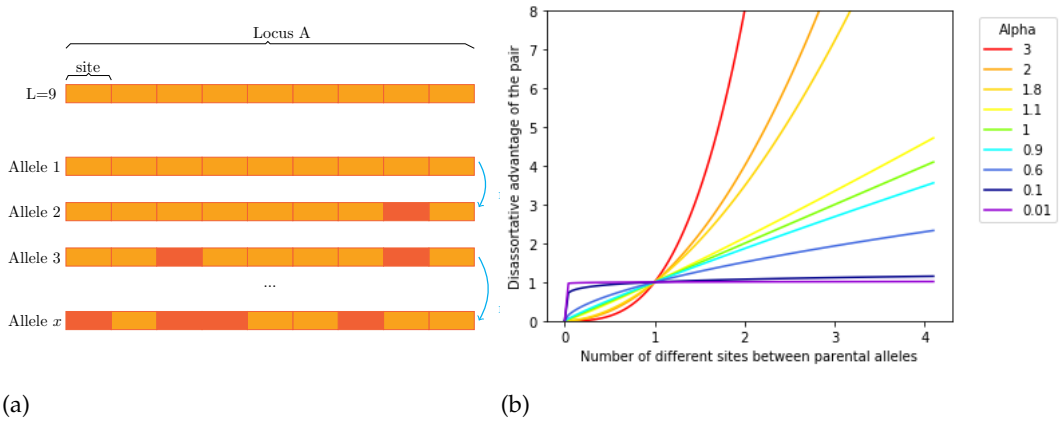 Locus A
site
L=9
Allele 1
Allele 2
Allele 3
...
Allele x
(a)
Disassortative advantage of the pair
8
7
6
5
4
3
2
1
0
0 1 2 3 4
Number of different sites between parental alleles
Alpha
3
2
1.8
1.1
1
0.9
0.6
0.1
0.01
(b)